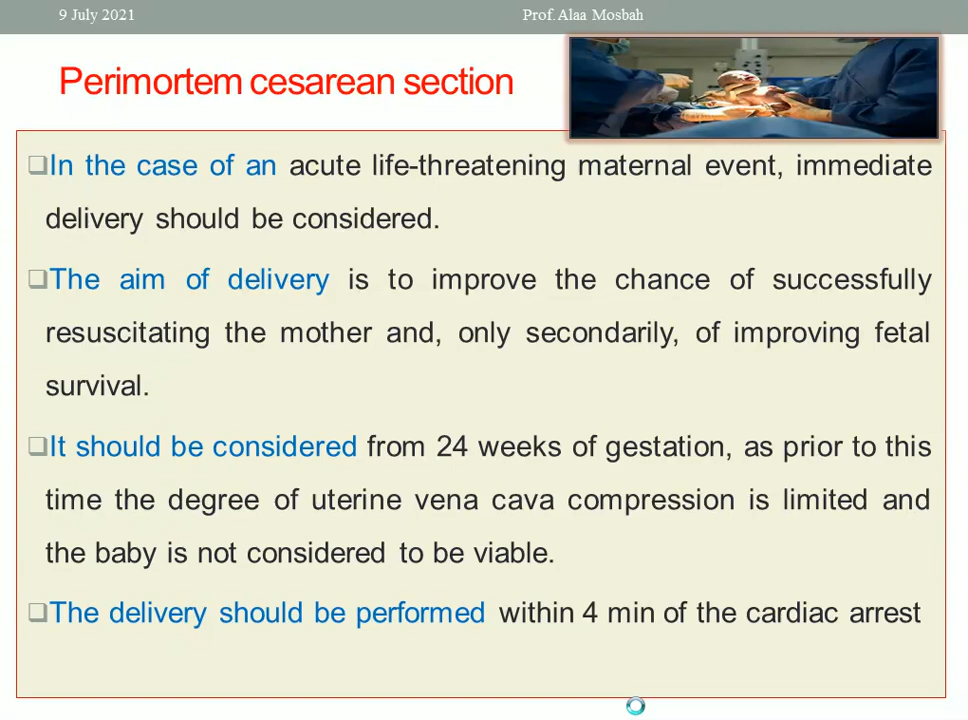 9 July 2021
Prof. Alaa Mosbah
Perimortem cesarean section
❑In the case of an acute life-threatening maternal event, immediate
delivery should be considered.
❑The aim of delivery is to improve the chance of successfully
resuscitating the mother and, only secondarily, of improving fetal
survival.
❑It should be considered from 24 weeks of gestation, as prior to this
time the degree of uterine vena cava compression is limited and
the baby is not considered to be viable.
❑The delivery should be performed within 4 min of the cardiac arrest